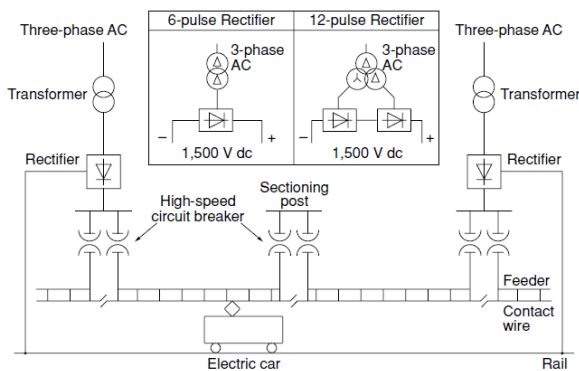 Three-phase AC
6-pulse Rectifier
12-pulse Rectifier
Three-phase AC
3-phase
AC
3-phase
AC
Transformer
Transformer
− +
− +
1,500 V dc
1,500 V dc
Rectifier
Rectifier
High-speed
circuit breaker
Sectioning
post
Feeder
Contact
wire
Electric car
Rail